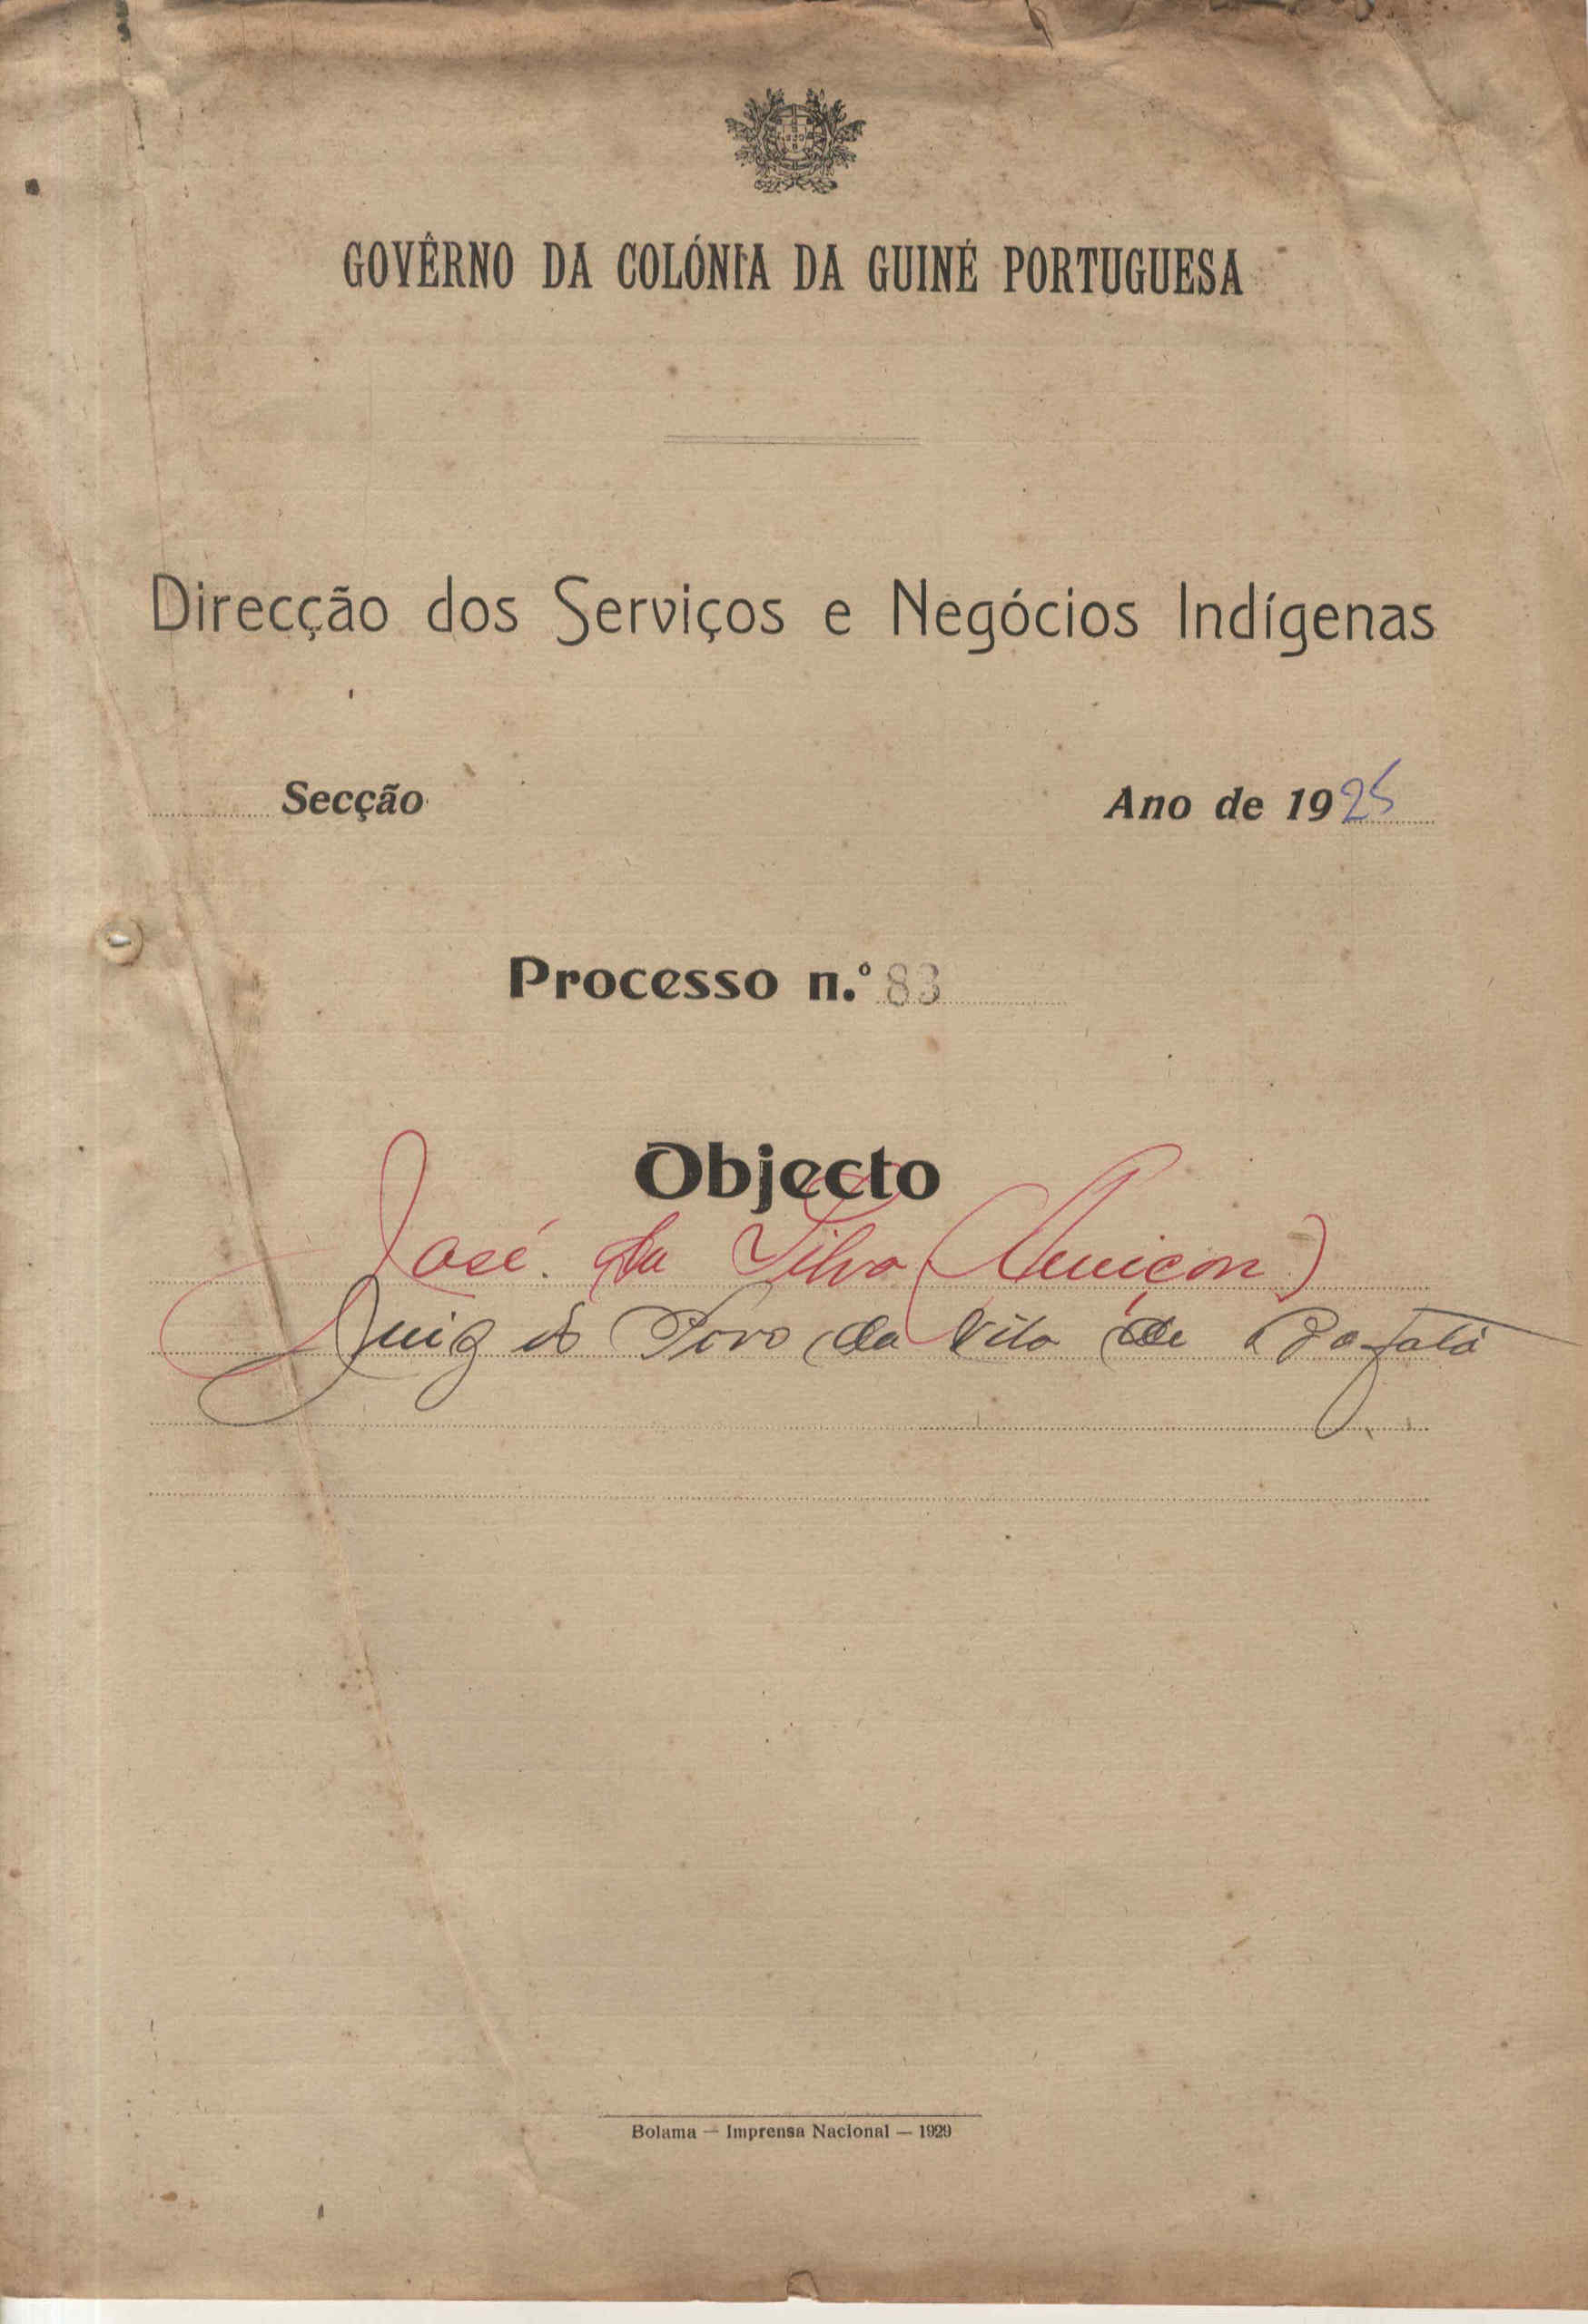 GOVÊRNO DA COLÓNIA DA GUINÉ PORTUGUESA
Direcção dos Serviços e Negócios Indígenas
Secção
Ano de 1925
Processo n.º 83
Objecto
José da Silva
Juiz do Povo da Vila de Bafatá
Bolama — Imprensa Nacional — 1929